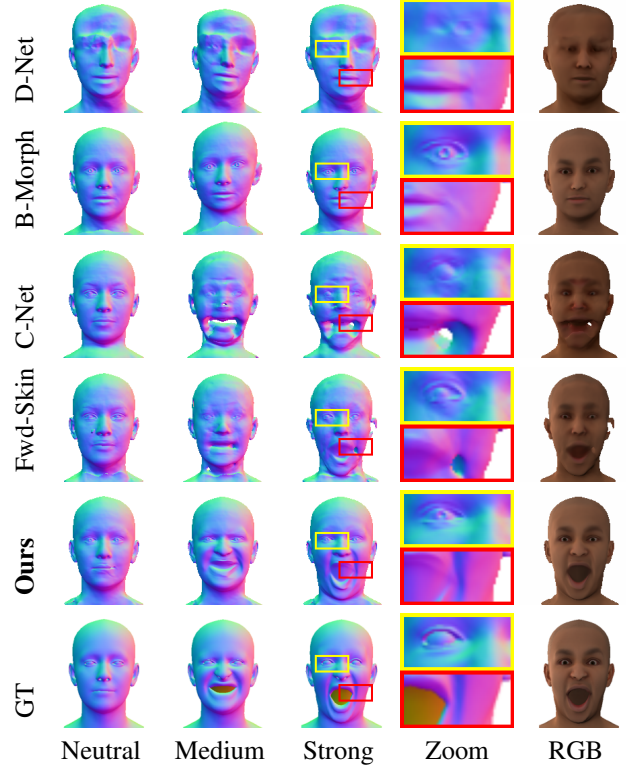 D-Net
B-Morph
C-Net
Fwd-Skin
Ours
GT
Neutral Medium Strong Zoom RGB